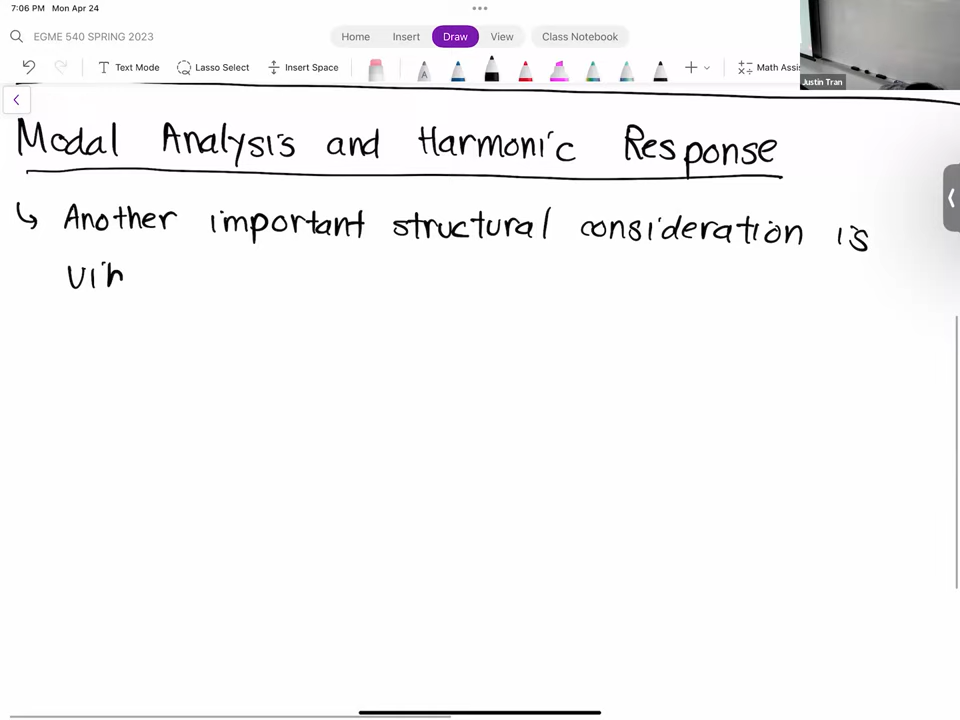 7:06 PM Mon Apr 24
EGME 540 SPRING 2023
Home Insert Draw View Class Notebook
Text Mode Lasso Select Insert Space Math Assis
Justin Tran
Modal Analysis and Harmonic Response
↳ Another important structural consideration is